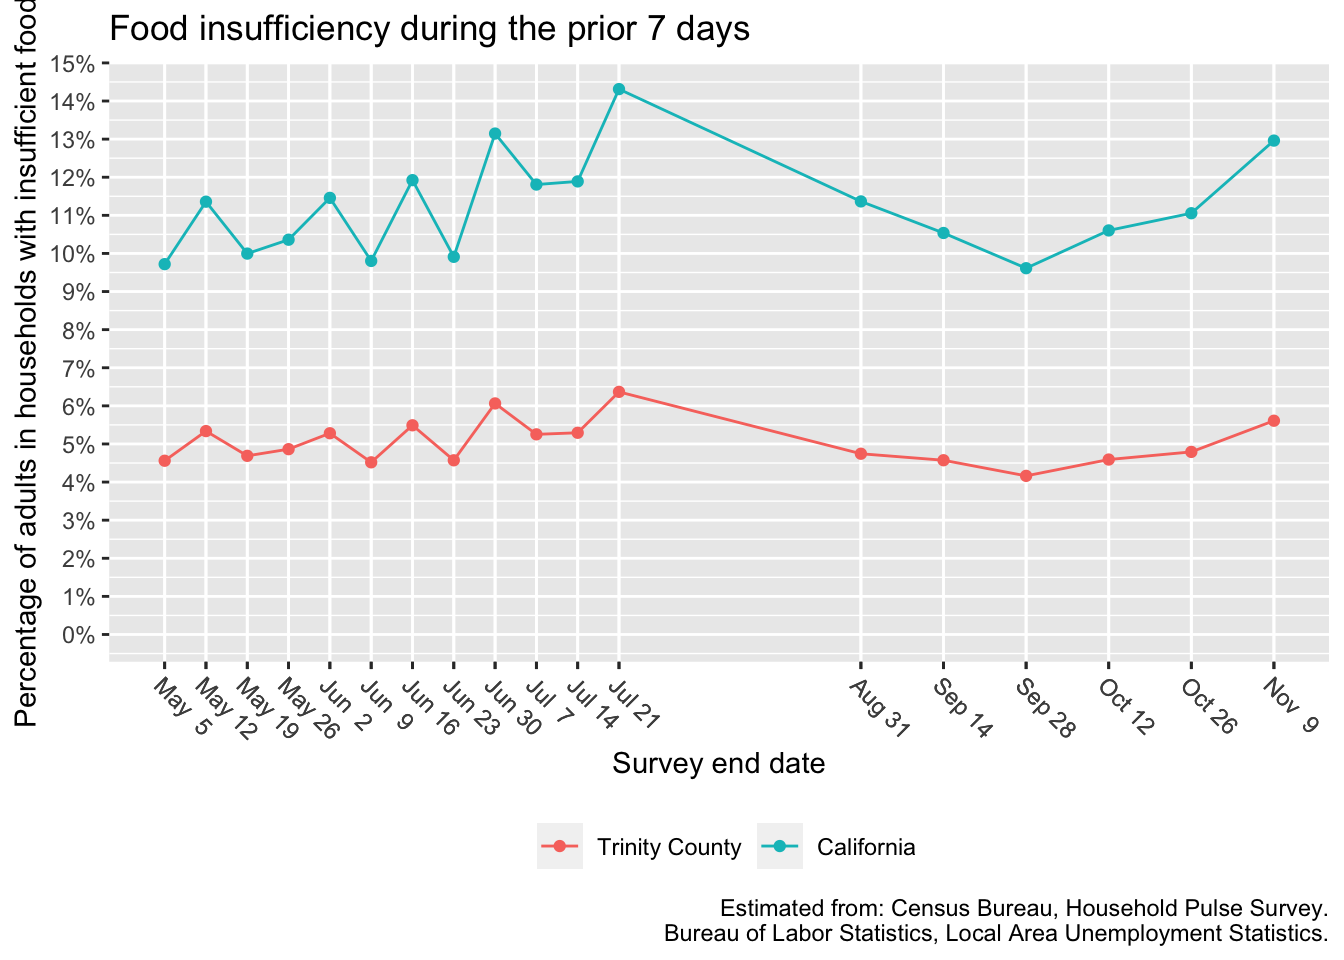 Food insufficiency during the prior 7 days
Percentage of adults in households with insufficient food
15%
14%
13%
12%
11%
10%
9%
8%
7%
6%
5%
4%
3%
2%
1%
0%
May 5
May 12
May 19
May 26
Jun 2
Jun 9
Jun 16
Jun 23
Jun 30
Jul 7
Jul 14
Jul 21
Aug 31
Sep 14
Sep 28
Oct 12
Oct 26
Nov 9
Survey end date
Trinity County
California
Estimated from: Census Bureau, Household Pulse Survey.
Bureau of Labor Statistics, Local Area Unemployment Statistics.